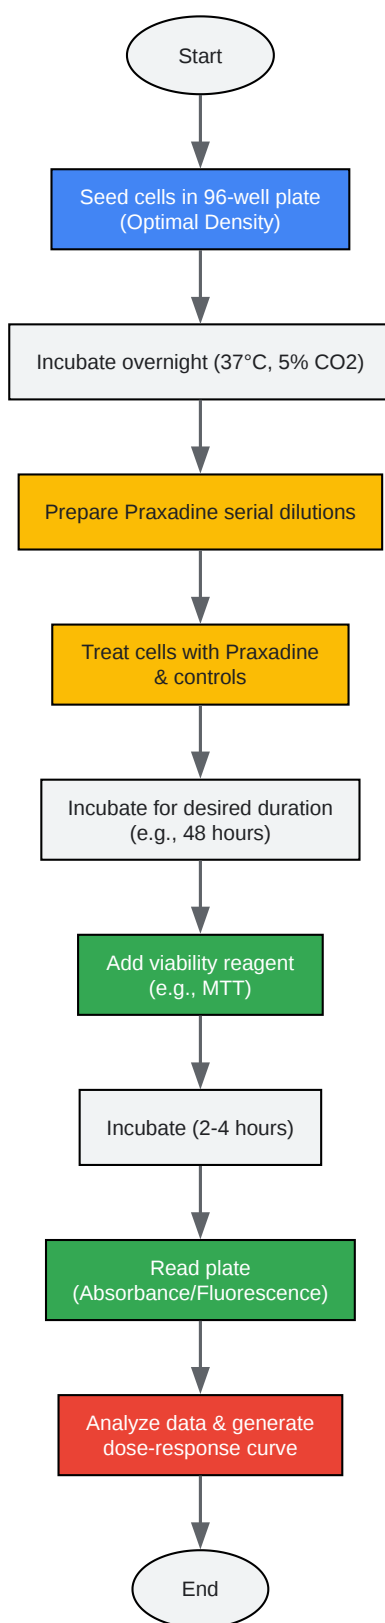 Start
Seed cells in 96-well plate
(Optimal Density)
Incubate overnight (37°C, 5% CO2)
Prepare Praxadine serial dilutions
Treat cells with Praxadine
& controls
Incubate for desired duration
(e.g., 48 hours)
Add viability reagent
(e.g., MTT)
Incubate (2-4 hours)
Read plate
(Absorbance/Fluorescence)
Analyze data & generate
dose-response curve
End